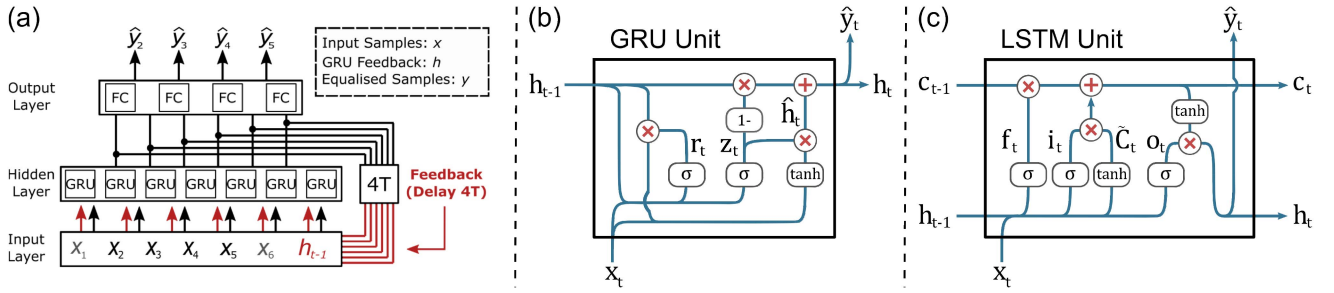 (a)
ŷ₂ ŷ₃ ŷ₄ ŷ₅
Input Samples: x
GRU Feedback: h
Equalised Samples: y
Output
Layer
FC FC FC FC
Hidden
Layer
GRU GRU GRU GRU GRU GRU GRU
4T
Feedback
(Delay 4T)
Input
Layer
x₁ x₂ x₃ x₄ x₅ x₆ hₜ₋₁
(b)
GRU Unit
ŷₜ
hₜ₋₁
× +
hₜ
1-
ĥₜ
×
rₜ
zₜ
×
σ σ tanh
xₜ
(c)
LSTM Unit
ŷₜ
cₜ₋₁
× +
cₜ
tanh
fₜ
iₜ
×
C̃ₜ
oₜ
×
σ σ tanh σ
hₜ₋₁
hₜ
xₜ